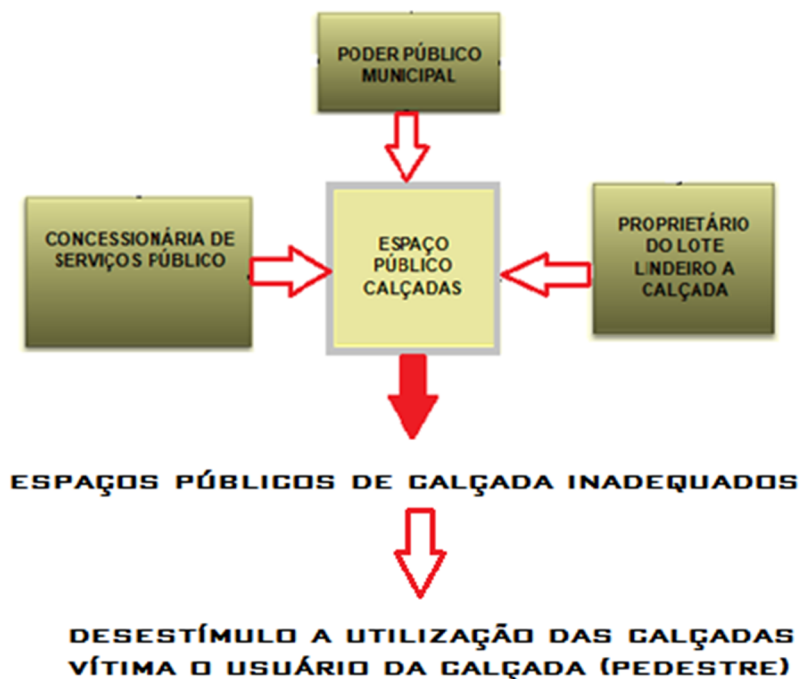 PODER PÚBLICO
MUNICIPAL
CONCESSIONÁRIA DE
SERVIÇOS PÚBLICO
ESPAÇO
PÚBLICO
CALÇADAS
PROPRIETÁRIO
DO LOTE
LINDEIRO A
CALÇADA
ESPAÇOS PÚBLICOS DE CALÇADA INADEQUADOS
DESESTÍMULO A UTILIZAÇÃO DAS CALÇADAS
VÍTIMA O USUÁRIO DA CALÇADA (PEDESTRE)